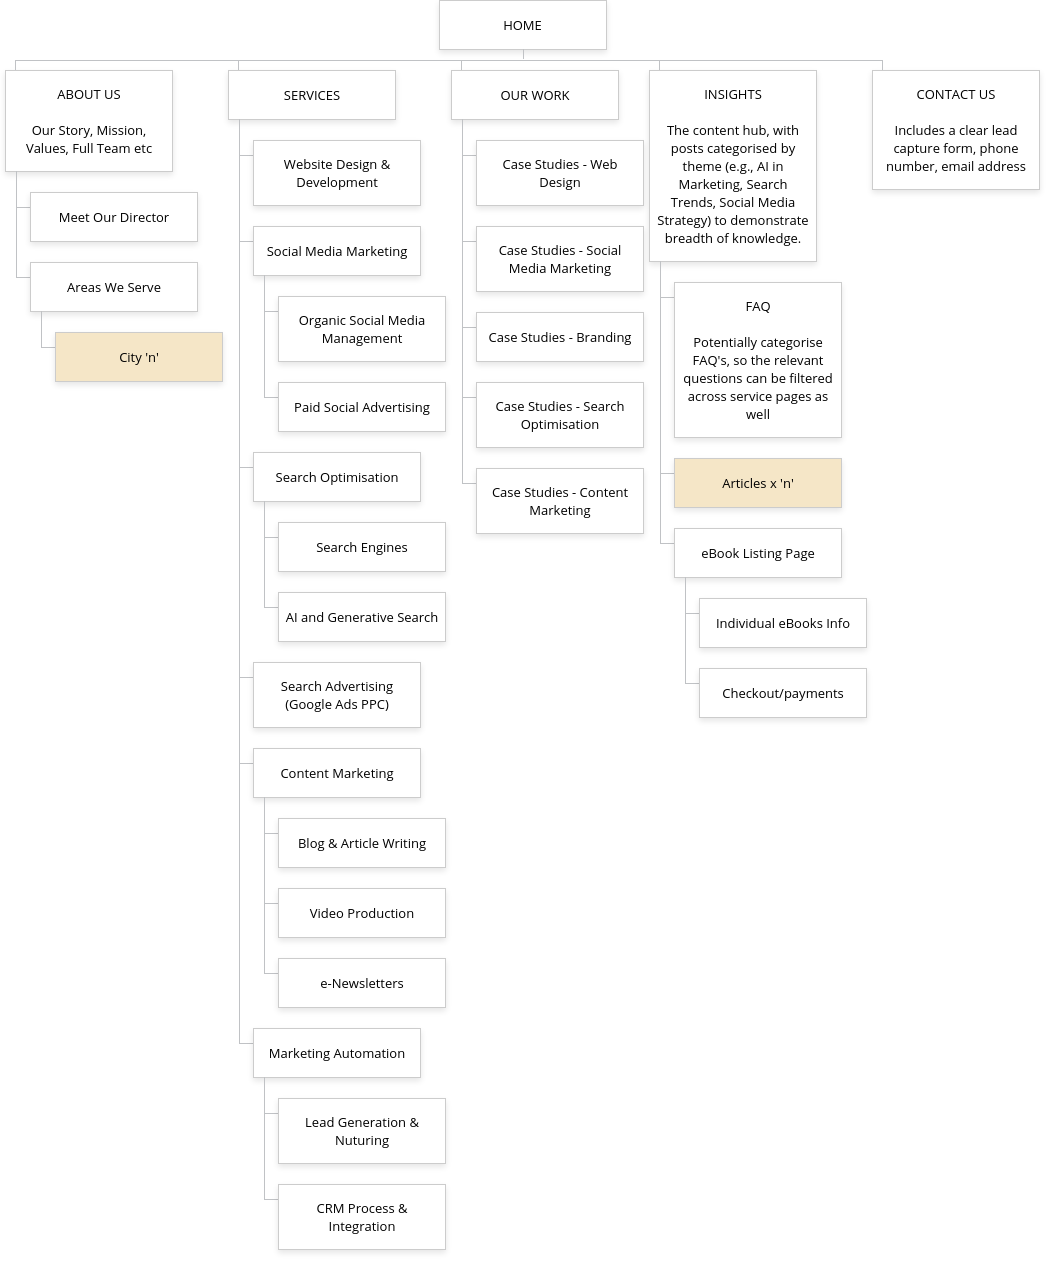 HOME
ABOUT US
Our Story, Mission,
Values, Full Team etc
Meet Our Director
Areas We Serve
City 'n'
SERVICES
Website Design &
Development
Social Media Marketing
Organic Social Media
Management
Paid Social Advertising
Search Optimisation
Search Engines
AI and Generative Search
Search Advertising
(Google Ads PPC)
Content Marketing
Blog & Article Writing
Video Production
e-Newsletters
Marketing Automation
Lead Generation &
Nuturing
CRM Process &
Integration
OUR WORK
Case Studies - Web
Design
Case Studies - Social
Media Marketing
Case Studies - Branding
Case Studies - Search
Optimisation
Case Studies - Content
Marketing
INSIGHTS
The content hub, with
posts categorised by
theme (e.g., AI in
Marketing, Search
Trends, Social Media
Strategy) to demonstrate
breadth of knowledge.
FAQ
Potentially categorise
FAQ's, so the relevant
questions can be filtered
across service pages as
well
Articles x 'n'
eBook Listing Page
Individual eBooks Info
Checkout/payments
CONTACT US
Includes a clear lead
capture form, phone
number, email address